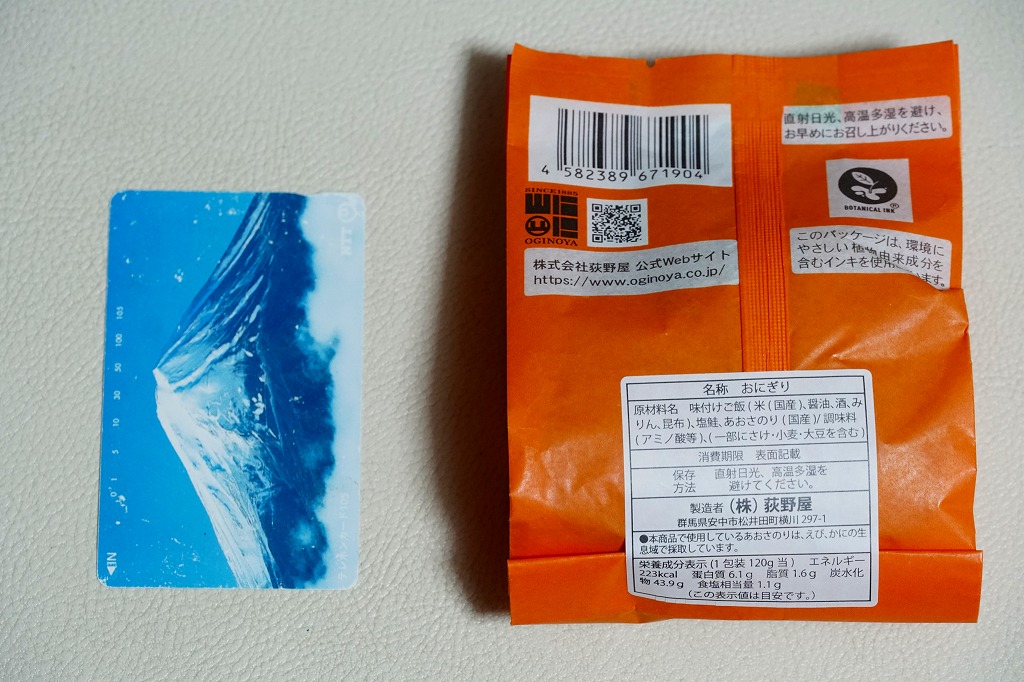 NTT
105
100
50
30
10
5
1
0
◀IN
4 582389 671904
SINCE1885
OGINOYA
株式会社荻野屋 公式Webサイト
https://www.oginoya.co.jp/
直射日光、高温多湿を避け、
お早めにお召し上がりください。
BOTANICAL INK®
このパッケージは、環境に
やさしい植物由来成分を
含むインキを使用
ます。
名称 おにぎり
原材料名 味付けご飯(米(国産)、醤油、酒、み
りん、昆布)、塩鮭、あおさのり(国産)/調味料
(アミノ酸等)、(一部にさけ・小麦・大豆を含む)
消費期限 表面記載
保存方法 直射日光、高温多湿を
避けてください。
製造者 (株)荻野屋
群馬県安中市松井田町横川 297-1
●本商品で使用しているあおさのりは、えび、かにの生
息域で採取しています。
栄養成分表示(1包装120g当) エネルギー
223kcal 蛋白質 6.1g 脂質 1.6g 炭水化
物 43.9g 食塩相当量 1.1g
(この表示値は目安です。)